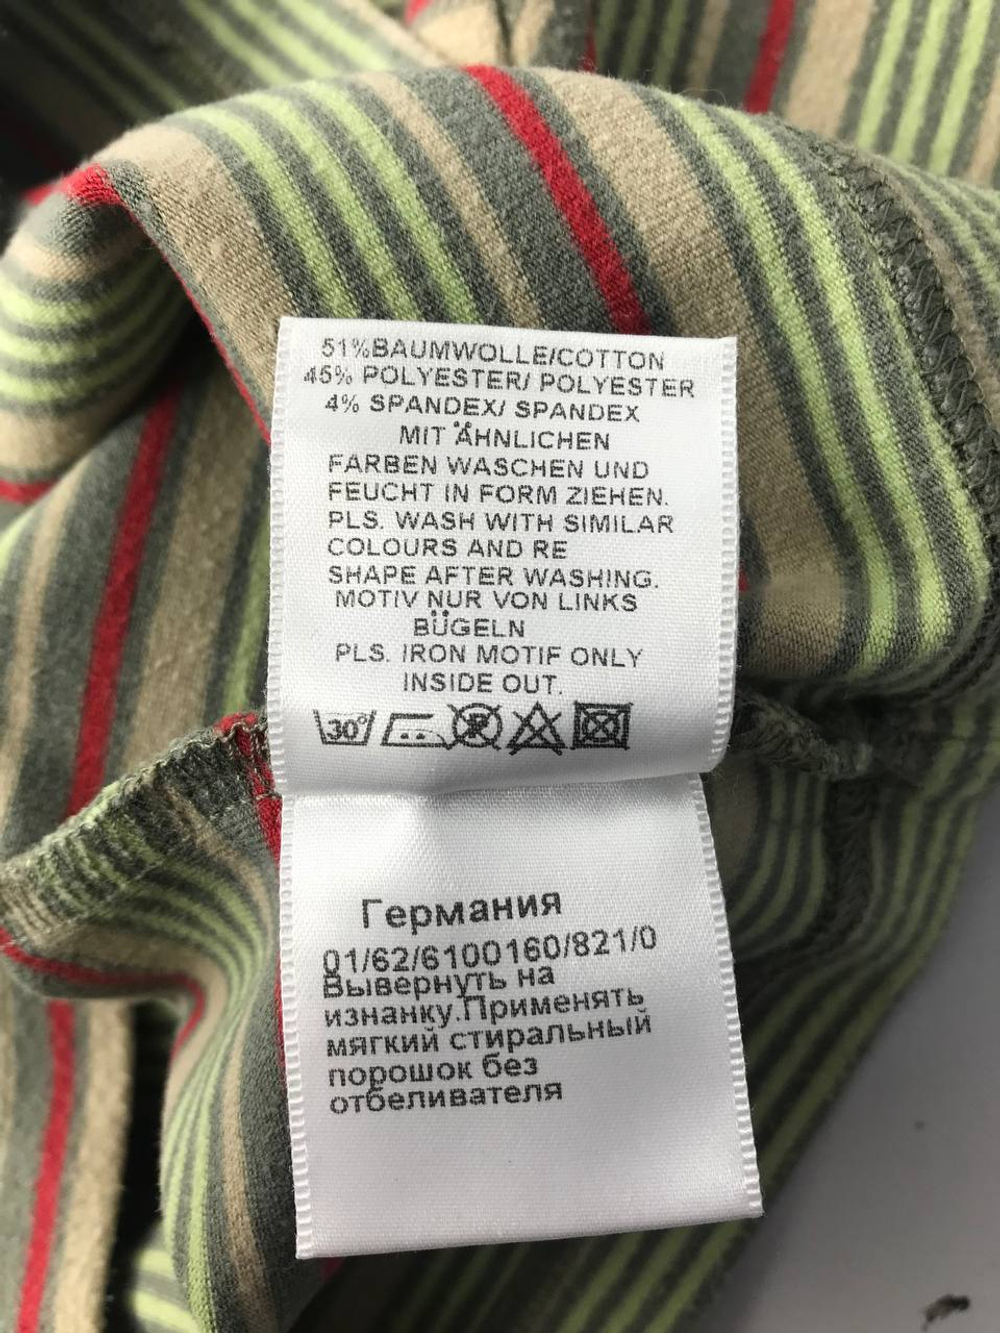 51%BAUMWOLLE/COTTON
45% POLYESTER/ POLYESTER
4% SPANDEX/ SPANDEX
MIT ÄHNLICHEN
FARBEN WASCHEN UND
FEUCHT IN FORM ZIEHEN.
PLS. WASH WITH SIMILAR
COLOURS AND RE
SHAPE AFTER WASHING.
MOTIV NUR VON LINKS
BÜGELN
PLS. IRON MOTIF ONLY
INSIDE OUT.
30° P
Германия
01/62/6100160/821/0
Вывернуть на
изнанку.Применять
мягкий стиральный
порошок без
отбеливателя